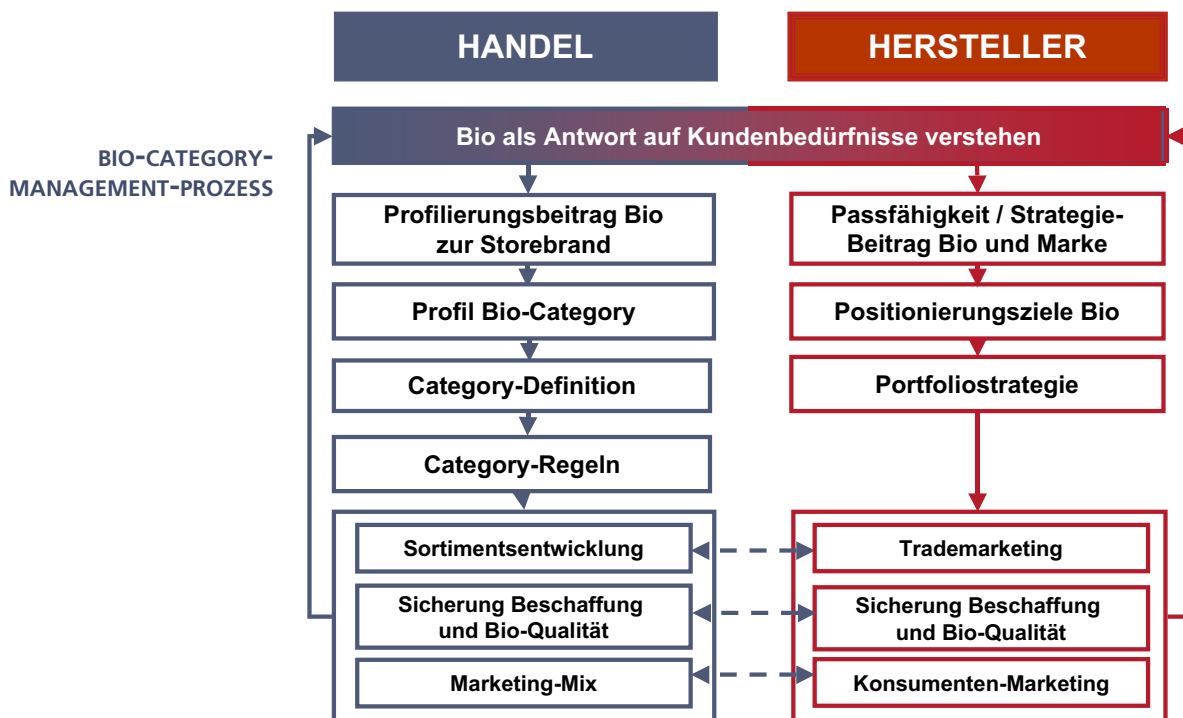 HANDEL
HERSTELLER
Bio als Antwort auf Kundenbedürfnisse verstehen
BIO-CATEGORY-
MANAGEMENT-PROZESS
Profilierungsbeitrag Bio
zur Storebrand
Passfähigkeit / Strategie-
Beitrag Bio und Marke
Profil Bio-Category
Positionierungsziele Bio
Category-Definition
Portfoliostrategie
Category-Regeln
Sortimentsentwicklung
Trademarketing
Sicherung Beschaffung
und Bio-Qualität
Sicherung Beschaffung
und Bio-Qualität
Marketing-Mix
Konsumenten-Marketing